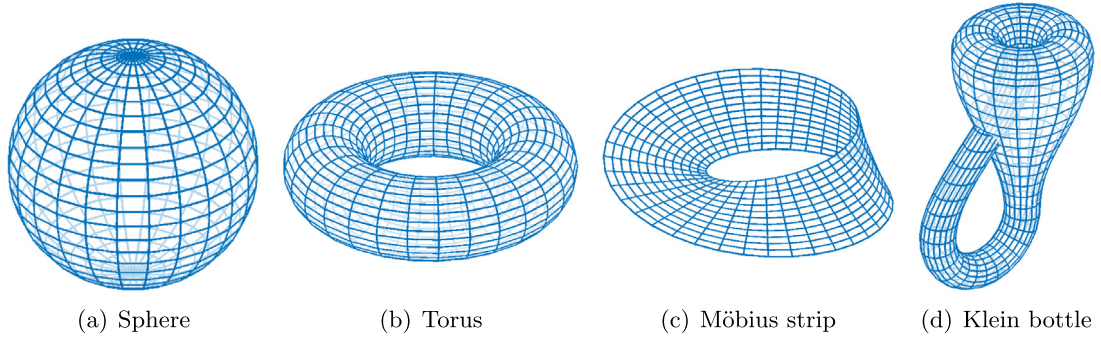 (a) Sphere
(b) Torus
(c) Möbius strip
(d) Klein bottle